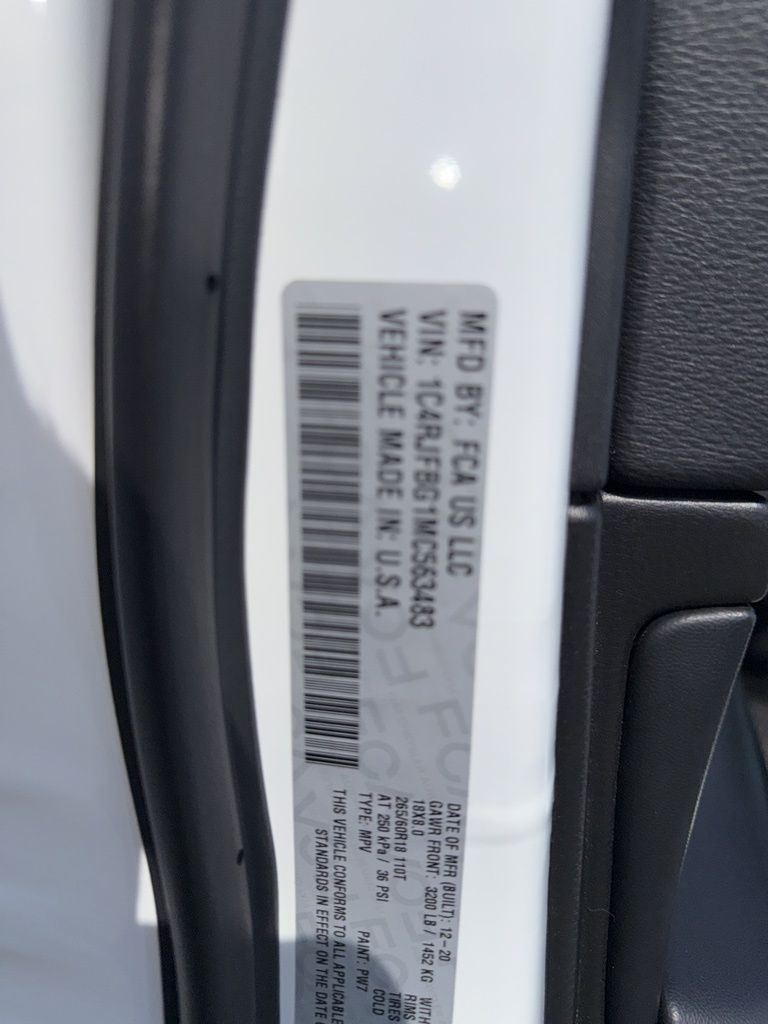 MFD BY: FCA US LLC
VIN: 1C4RJFBG1MC563483
VEHICLE MADE IN: U.S.A.
DATE OF MFR (BUILT): 12-20
GAWR FRONT: 3200 LB / 1452 KG WITH
18X8.0 RIMS
265/60R18 110T TIRES
AT 250 kPa / 36 PSI COLD
TYPE: MPV PAINT: PW7
THIS VEHICLE CONFORMS TO ALL APPLICABLE
STANDARDS IN EFFECT ON THE DATE